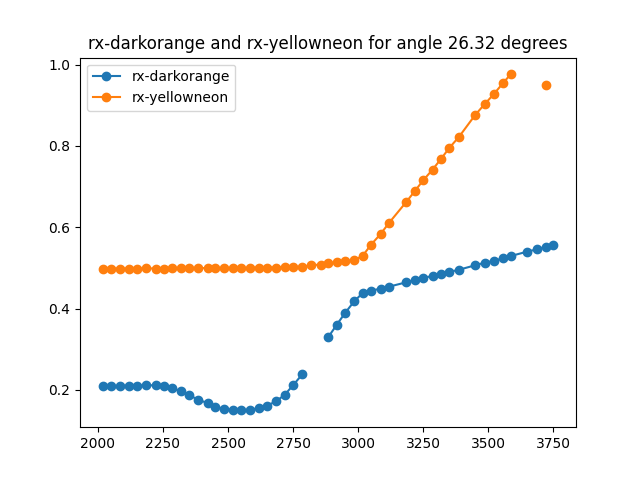 rx-darkorange and rx-yellowneon for angle 26.32 degrees
rx-darkorange
rx-yellowneon
1.0
0.8
0.6
0.4
0.2
2000 2250 2500 2750 3000 3250 3500 3750